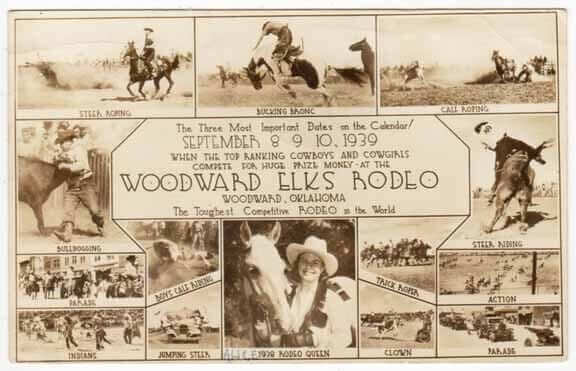 STEER ROPING
BUCKING BRONC
CALF ROPING
The Three Most Important Dates on the Calendar!
SEPTEMBER 8 9 10, 1939
WHEN THE TOP RANKING COWBOYS AND COWGIRLS
COMPETE FOR HUGE PRIZE MONEY - AT THE
WOODWARD ELKS RODEO
WOODWARD, OKLAHOMA
The Toughest Competitive RODEO in the World
BULLDOGGING
STEER RIDING
BOYS CALF RIDING
TRICK ROPER
PARADE
ACTION
INDIANS
JUMPING STEER
ALICE
1938 RODEO QUEEN
CLOWN
PARADE